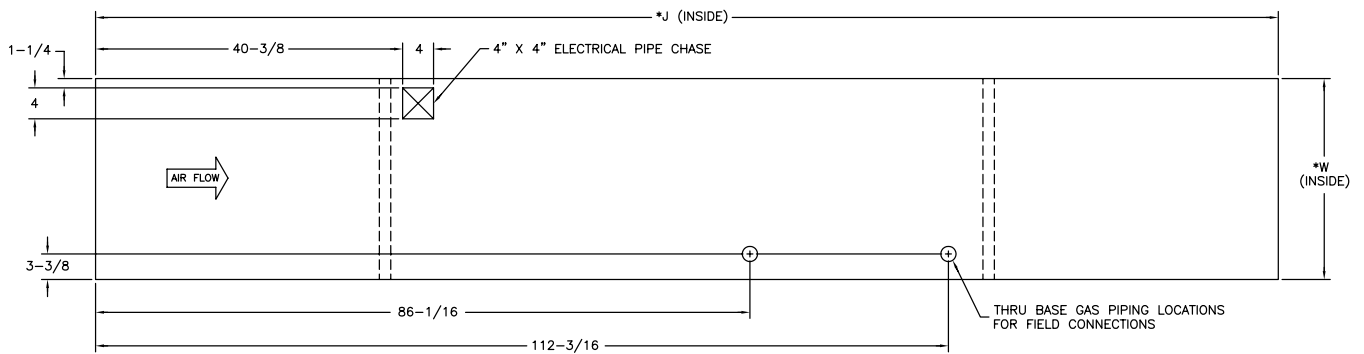 *J (INSIDE)
1-1/4
40-3/8
4
4" X 4" ELECTRICAL PIPE CHASE
4
AIR FLOW
*W
(INSIDE)
3-3/8
86-1/16
THRU BASE GAS PIPING LOCATIONS
FOR FIELD CONNECTIONS
112-3/16